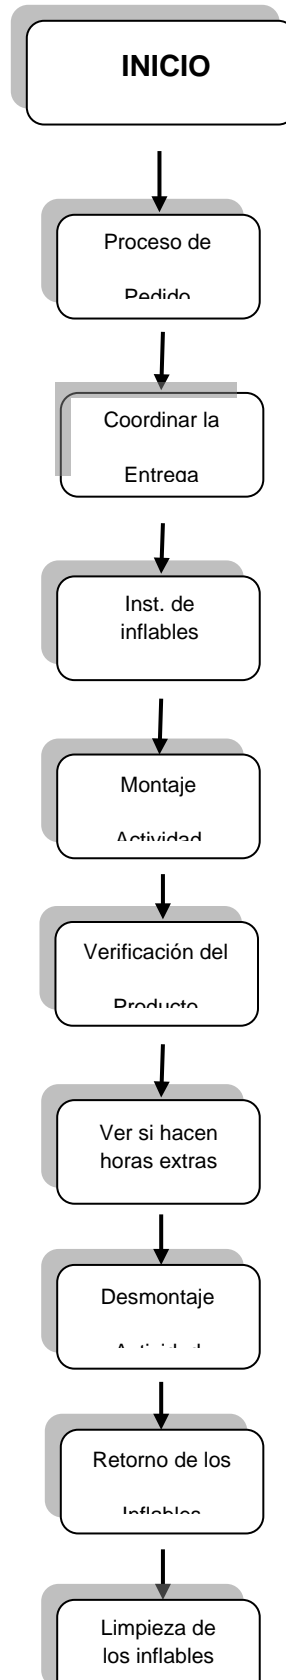 INICIO
Proceso de
Pedido
Coordinar la
Entrega
Inst. de
inflables
Montaje
Actividad
Verificación del
Producto
Ver si hacen
horas extras
Desmontaje
Actividad
Retorno de los
Inflables
Limpieza de
los inflables